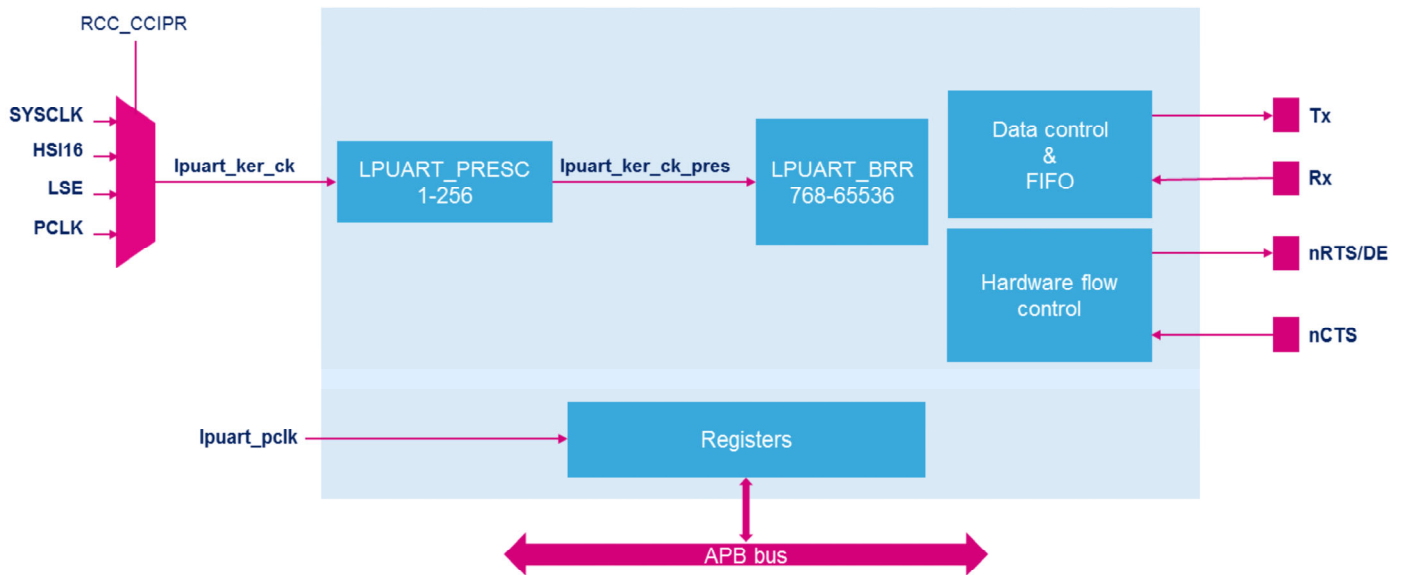 RCC_CCIPR
SYSCLK
HSI16
LSE
PCLK
lpuart_ker_ck
LPUART_PRESC
1-256
lpuart_ker_ck_pres
LPUART_BRR
768-65536
Data control
&
FIFO
Hardware flow
control
Tx
Rx
nRTS/DE
nCTS
lpuart_pclk
Registers
APB bus